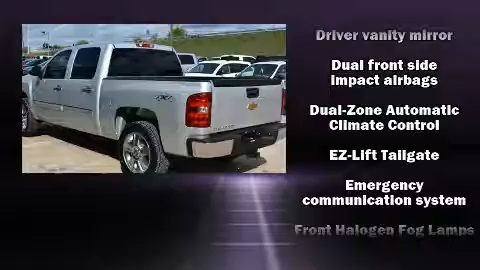 Driver vanity mirror
Dual front side
impact airbags
Dual-Zone Automatic
Climate Control
EZ-Lift Tailgate
Emergency
communication system
Front Halogen Fog Lamps
4X4